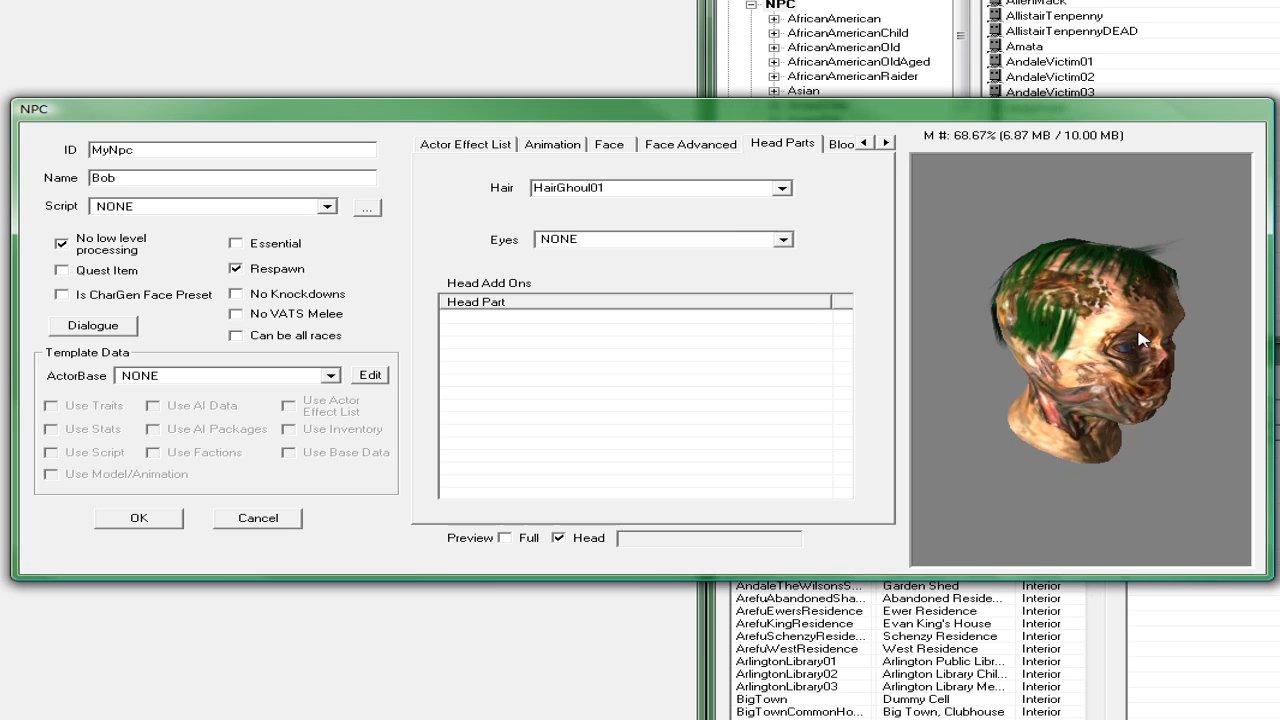 NPC
AfricanAmerican
AfricanAmericanChild
AfricanAmericanOld
AfricanAmericanOldAged
AfricanAmericanRaider
Asian
AllenMack
AllistairTenpenny
AllistairTenpennyDEAD
Amata
AndaleVictim01
AndaleVictim02
AndaleVictim03
NPC
ID MyNpc
Name Bob
Script NONE ...
No low level processing
Essential
Quest Item
Respawn
Is CharGen Face Preset
No Knockdowns
No VATS Melee
Dialogue
Can be all races
Template Data
ActorBase NONE Edit
Use Traits Use AI Data Use Actor Effect List
Use Stats Use AI Packages Use Inventory
Use Script Use Factions Use Base Data
Use Model/Animation
OK Cancel
Actor Effect List Animation Face Face Advanced Head Parts Bloo
Hair HairGhoul01
Eyes NONE
Head Add Ons
Head Part
Preview Full Head
M #: 68.67% (6.87 MB / 10.00 MB)
AndaleTheWilsonsS... Garden Shed Interior
ArefuAbandonedSha... Abandoned Reside... Interior
ArefuEwersResidence Ewer Residence Interior
ArefuKingResidence Evan King's House Interior
ArefuSchenzyReside... Schenzy Residence Interior
ArefuWestResidence West Residence Interior
ArlingtonLibrary01 Arlington Public Libr... Interior
ArlingtonLibrary02 Arlington Library Chil... Interior
ArlingtonLibrary03 Arlington Library Me... Interior
BigTown Dummy Cell Interior
BigTownCommonHo... Big Town, Clubhouse Interior